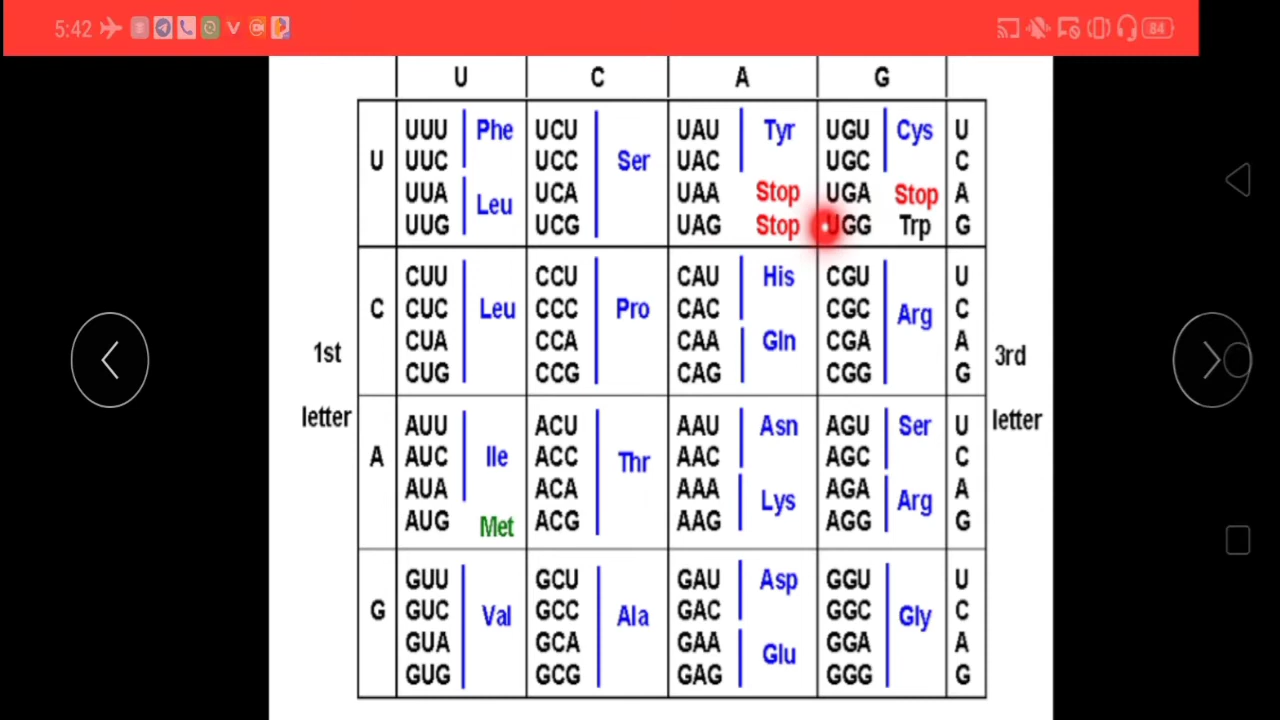 5:42 V 84
U C A G
UUU Phe UCU UAU Tyr UGU Cys U
U UUC UCC Ser UAC UGC C
UUA Leu UCA UAA Stop UGA Stop A
UUG UCG UAG Stop UGG Trp G
CUU CCU CAU His CGU U
C CUC Leu CCC Pro CAC CGC Arg C
1st CUA CCA CAA Gln CGA A 3rd
CUG CCG CAG CGG G
letter AUU ACU AAU Asn AGU Ser U letter
A AUC Ile ACC Thr AAC AGC C
AUA ACA AAA Lys AGA Arg A
AUG Met ACG AAG AGG G
GUU GCU GAU Asp GGU U
G GUC Val GCC Ala GAC GGC Gly C
GUA GCA GAA Glu GGA A
GUG GCG GAG GGG G